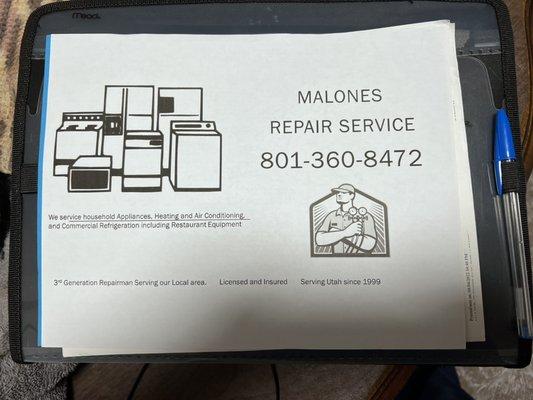 Mead
MALONES
REPAIR SERVICE
801-360-8472
We service household Appliances, Heating and Air Conditioning,
and Commercial Refrigeration including Restaurant Equipment
3rd Generation Repairman Serving our Local area. Licensed and Insured Serving Utah since 1999